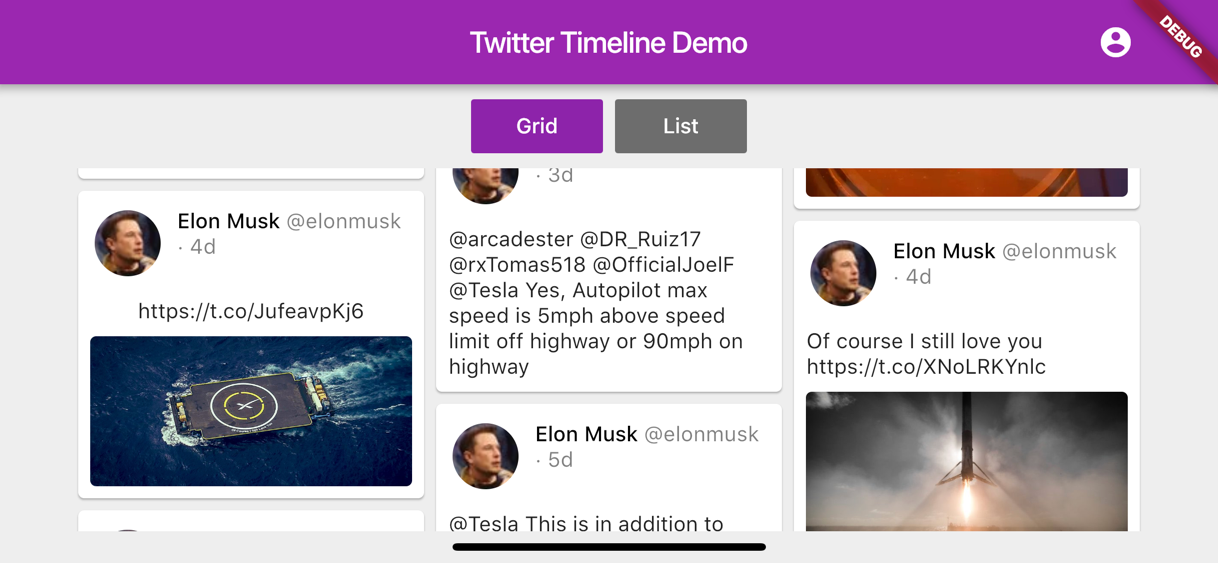 Twitter Timeline Demo
DEBUG
Grid
List
Elon Musk @elonmusk
· 4d
https://t.co/JufeavpKj6
· 3d
@arcadester @DR_Ruiz17
@rxTomas518 @OfficialJoelF
@Tesla Yes, Autopilot max
speed is 5mph above speed
limit off highway or 90mph on
highway
Elon Musk @elonmusk
· 5d
@Tesla This is in addition to
Elon Musk @elonmusk
· 4d
Of course I still love you
https://t.co/XNoLRKYnlc